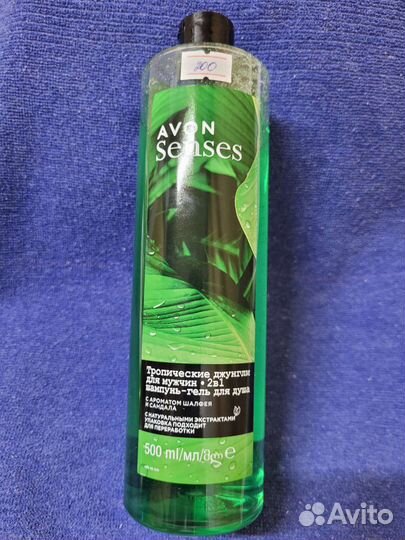 200
AVON
senses
Тропические джунгли
для мужчин • 2в1
шампунь-гель для душа
С АРОМАТОМ ШАЛФЕЯ
И САНДАЛА
С НАТУРАЛЬНЫМИ ЭКСТРАКТАМИ
УПАКОВКА ПОДХОДИТ
ДЛЯ ПЕРЕРАБОТКИ
500 ml/мл/მლ e
Avito